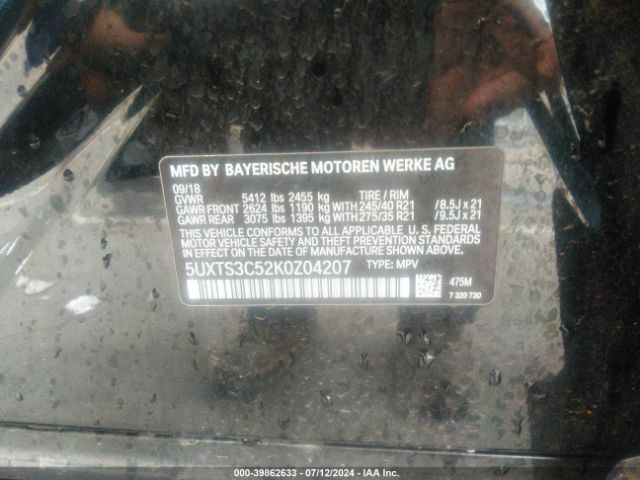 MFD BY BAYERISCHE MOTOREN WERKE AG
09/18
GVWR 5412 lbs 2455 kg TIRE / RIM
GAWR FRONT 2624 lbs 1190 kg WITH 245/40 R21 / 8.5J x 21
GAWR REAR 3075 lbs 1395 kg WITH 275/35 R21 / 9.5J x 21
THIS VEHICLE CONFORMS TO ALL APPLICABLE U. S. FEDERAL
MOTOR VEHICLE SAFETY AND THEFT PREVENTION STANDARDS
IN EFFECT ON THE DATE OF MANUFACTURE SHOWN ABOVE.
5UXTS3C52K0Z04207 TYPE: MPV
475M
7 320 730
000-39862633 - 07/12/2024 - IAA Inc.